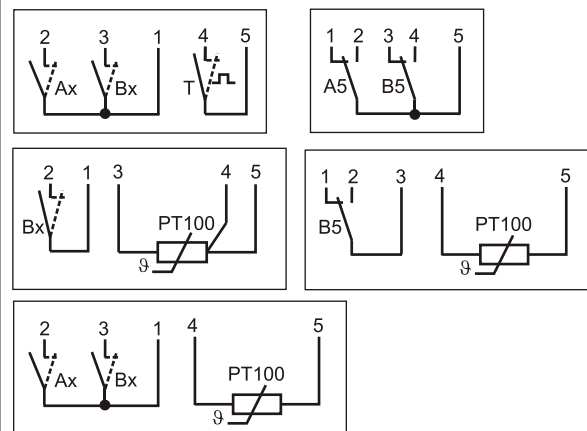 2 3 1 4 5
Ax Bx T
1 2 3 4 5
A5 B5
2 1 3 4 5
Bx PT100
ϑ
1 2 3 4 5
B5 PT100
ϑ
2 3 1 4 5
Ax Bx PT100
ϑ